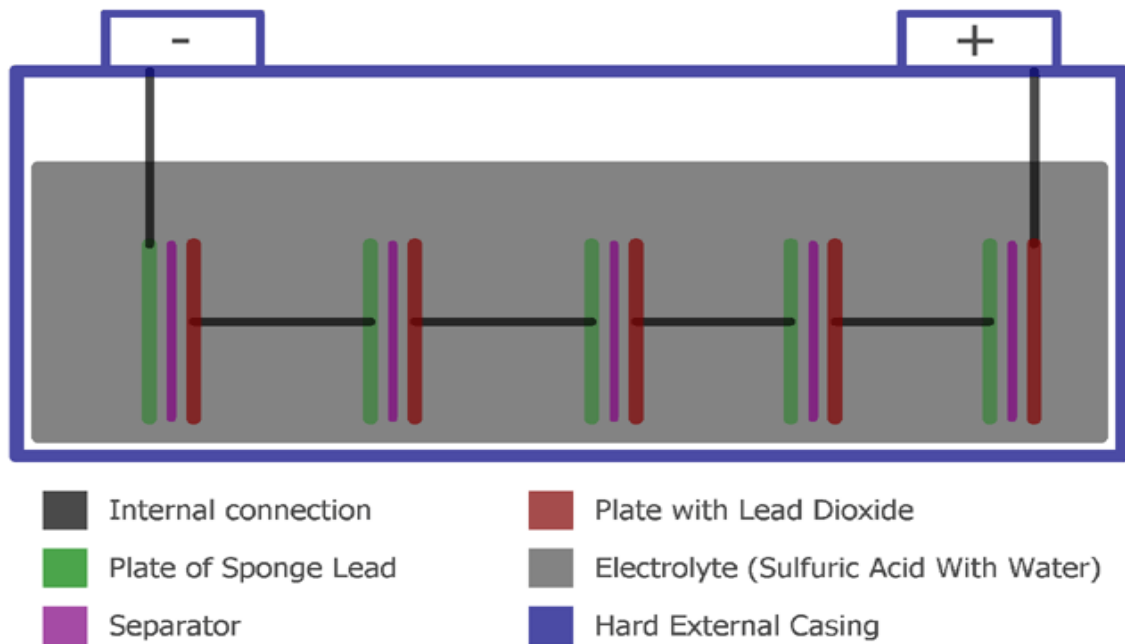 -
+
Internal connection
Plate with Lead Dioxide
Plate of Sponge Lead
Electrolyte (Sulfuric Acid With Water)
Separator
Hard External Casing